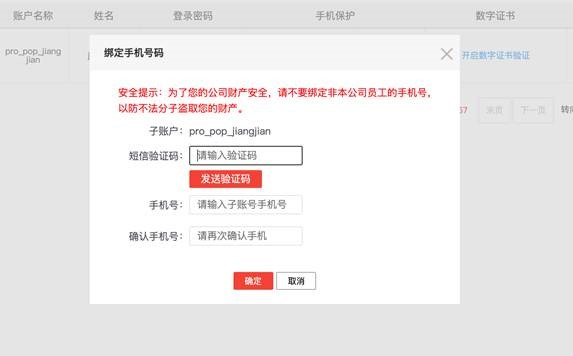 账户名称 姓名 登录密码 手机保护 数字证书
pro_pop_jiang
jian
开启数字证书验证
末页 下一页 转向
绑定手机号码
安全提示：为了您的公司财产安全，请不要绑定非本公司员工的手机号，
以防不法分子盗取您的财产。
子账户：pro_pop_jiangjian
短信验证码：请输入验证码
发送验证码
手机号：请输入子账号手机号
确认手机号：请再次确认手机
确定 取消